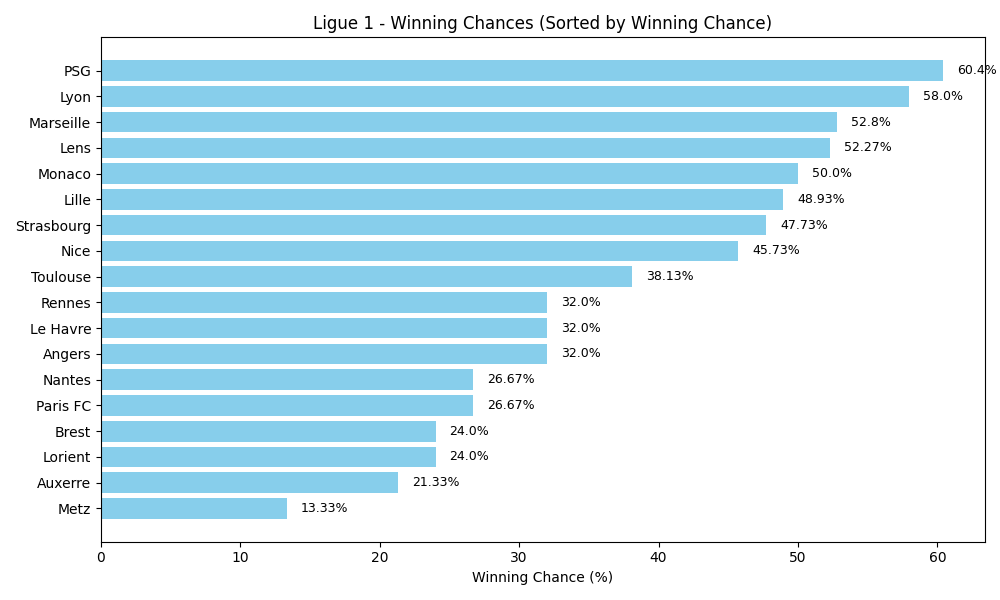 Ligue 1 - Winning Chances (Sorted by Winning Chance)
PSG 60.4%
Lyon 58.0%
Marseille 52.8%
Lens 52.27%
Monaco 50.0%
Lille 48.93%
Strasbourg 47.73%
Nice 45.73%
Toulouse 38.13%
Rennes 32.0%
Le Havre 32.0%
Angers 32.0%
Nantes 26.67%
Paris FC 26.67%
Brest 24.0%
Lorient 24.0%
Auxerre 21.33%
Metz 13.33%
0 10 20 30 40 50 60
Winning Chance (%)